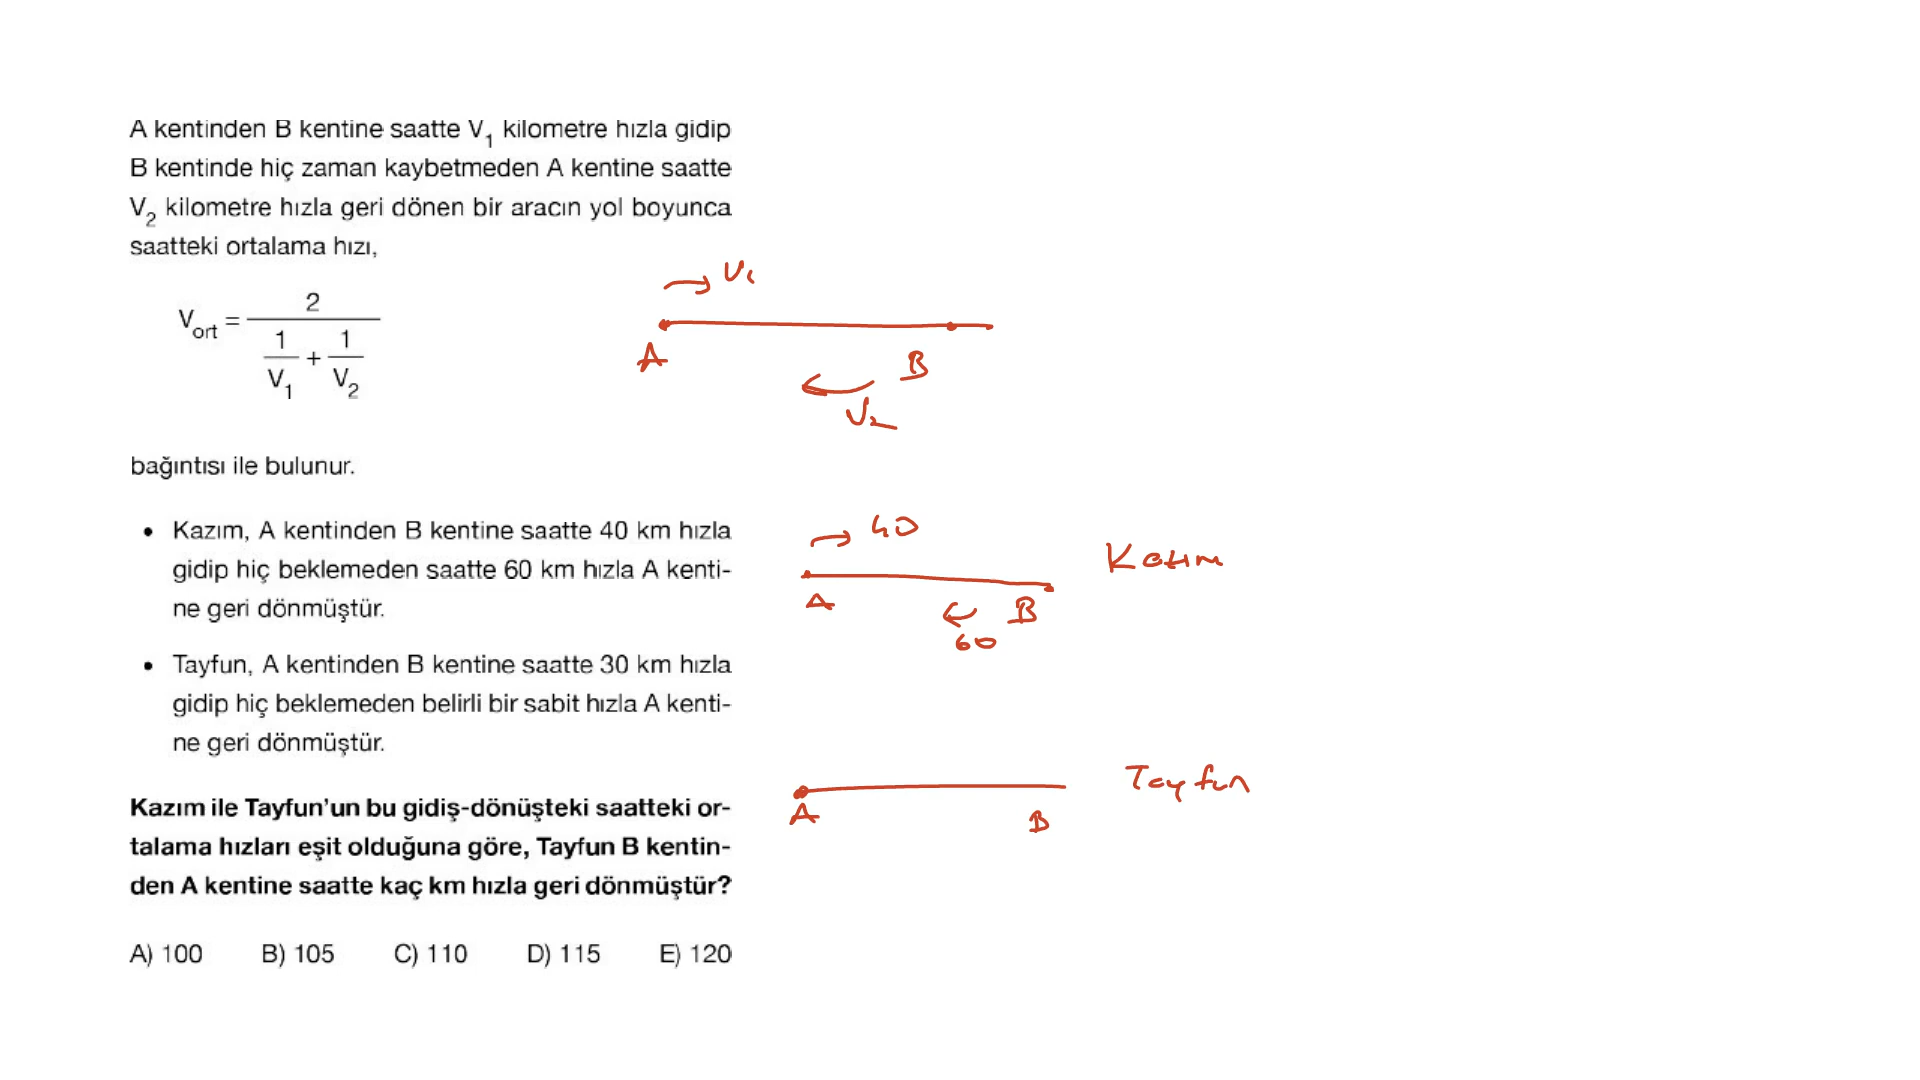 A kentinden B kentine saatte V₁ kilometre hızla gidip
B kentinde hiç zaman kaybetmeden A kentine saatte
V₂ kilometre hızla geri dönen bir aracın yol boyunca
saatteki ortalama hızı,
V₁
V_ort = 2 / (1/V₁ + 1/V₂)
A B
V₂
bağıntısı ile bulunur.
• Kazım, A kentinden B kentine saatte 40 km hızla
gidip hiç beklemeden saatte 60 km hızla A kenti-
ne geri dönmüştür.
40
Kazım
A B
60
• Tayfun, A kentinden B kentine saatte 30 km hızla
gidip hiç beklemeden belirli bir sabit hızla A kenti-
ne geri dönmüştür.
Tayfun
A B
Kazım ile Tayfun'un bu gidiş-dönüşteki saatteki or-
talama hızları eşit olduğuna göre, Tayfun B kentin-
den A kentine saatte kaç km hızla geri dönmüştür?
A) 100 B) 105 C) 110 D) 115 E) 120